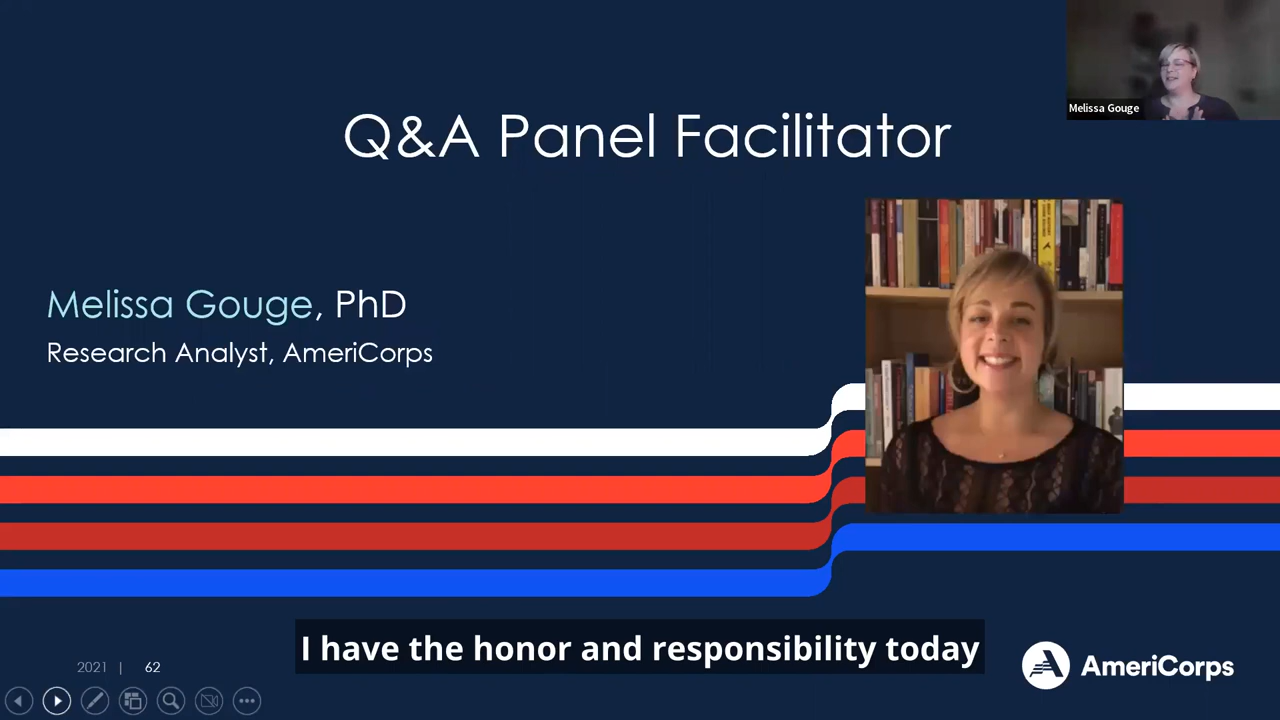 Melissa Gouge
Q&A Panel Facilitator
Melissa Gouge, PhD
Research Analyst, AmeriCorps
I have the honor and responsibility today
2021 | 62
AmeriCorps